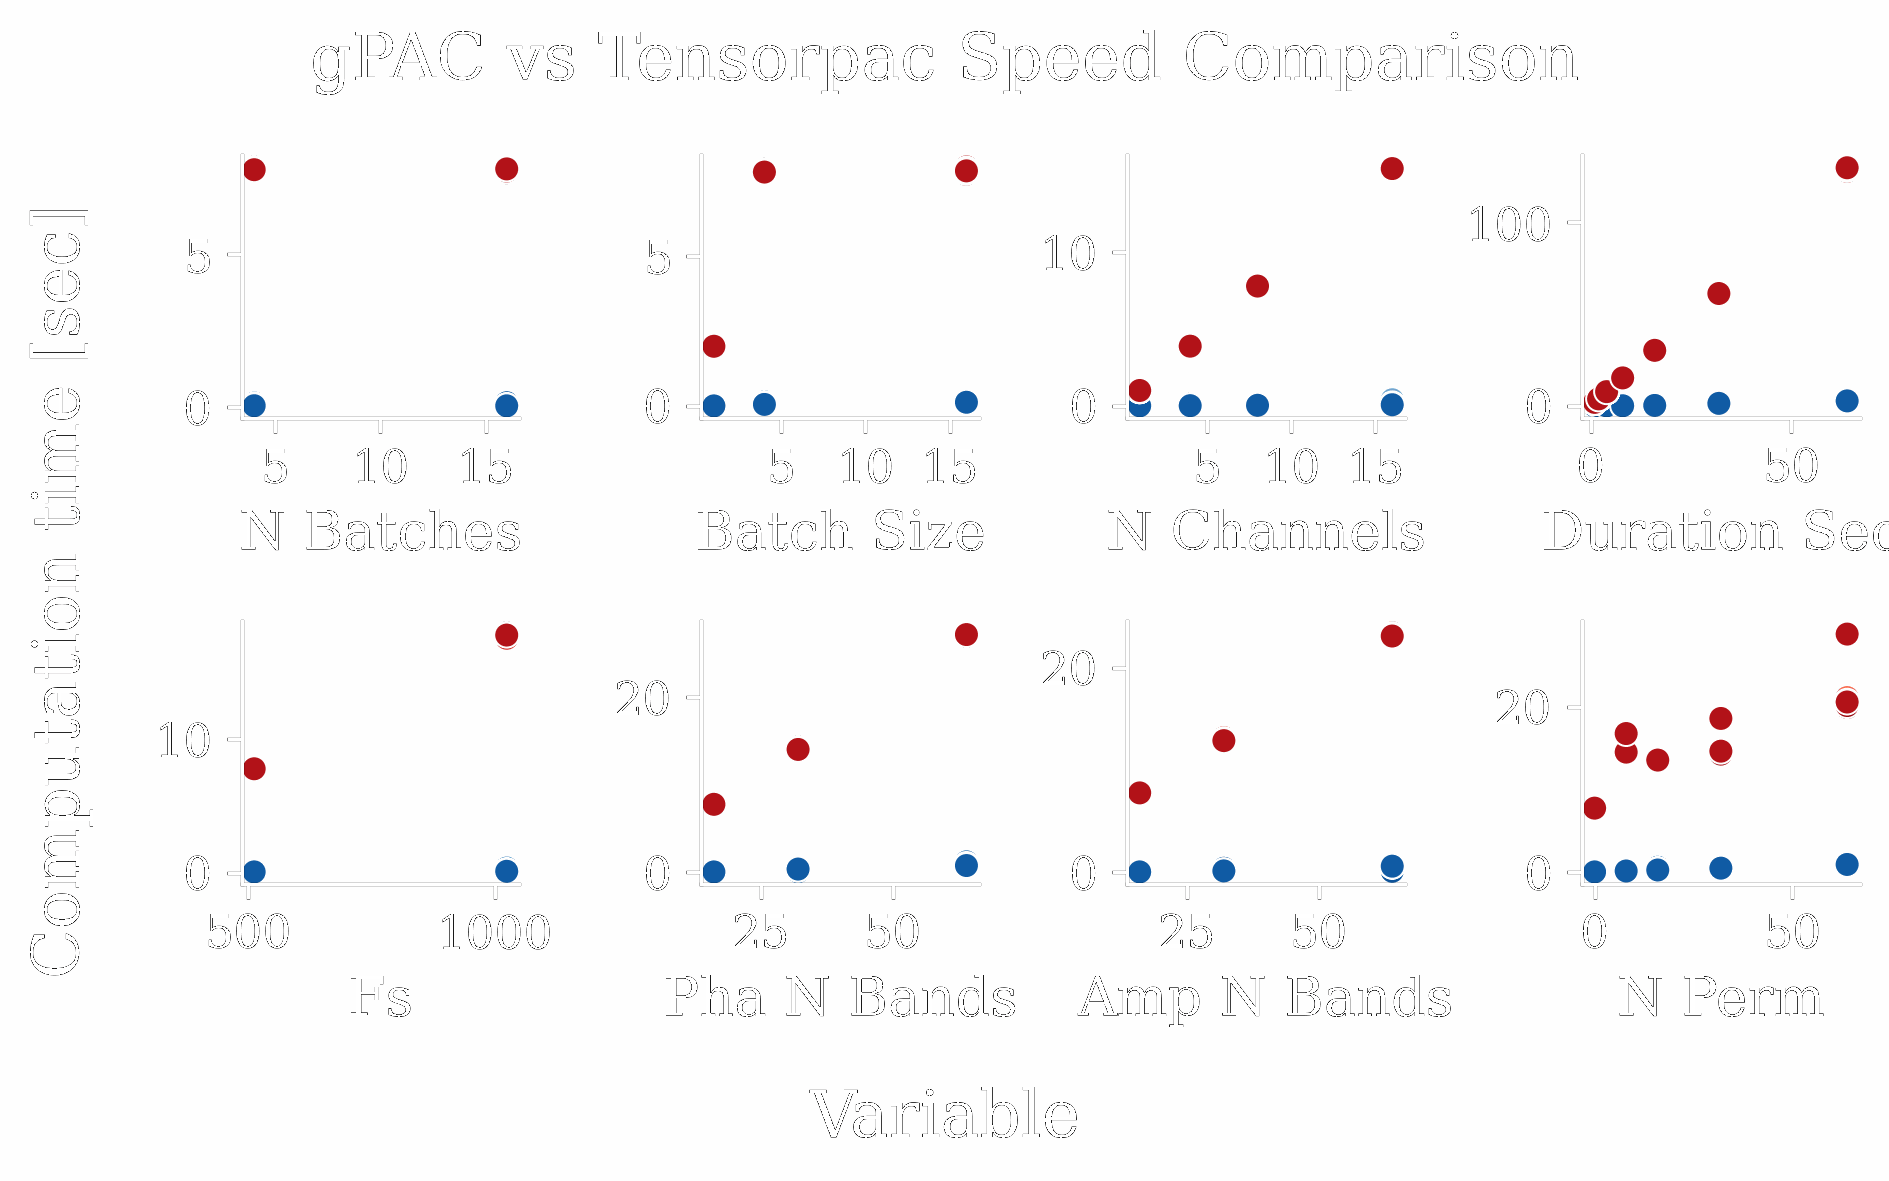 gPAC vs Tensorpac Speed Comparison
Computation time [sec]
5
0
5 10 15
N Batches
5
0
5 10 15
Batch Size
10
0
5 10 15
N Channels
100
0
0 50
Duration Sec
10
0
500 1000
Fs
20
0
25 50
Pha N Bands
20
0
25 50
Amp N Bands
20
0
0 50
N Perm
Variable